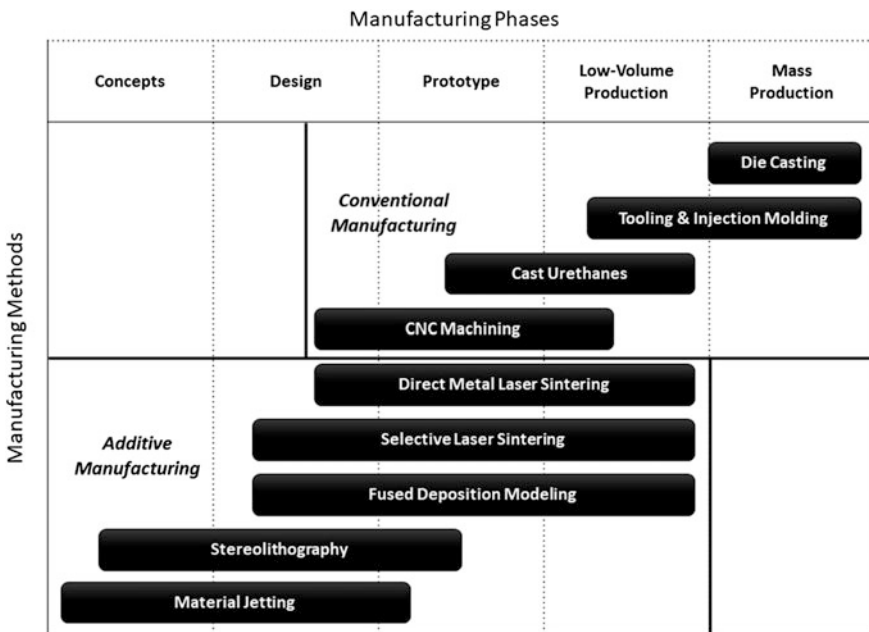 Manufacturing Phases
Concepts
Design
Prototype
Low-Volume
Production
Mass
Production
Manufacturing Methods
Die Casting
Conventional
Manufacturing
Tooling & Injection Molding
Cast Urethanes
CNC Machining
Direct Metal Laser Sintering
Additive
Manufacturing
Selective Laser Sintering
Fused Deposition Modeling
Stereolithography
Material Jetting